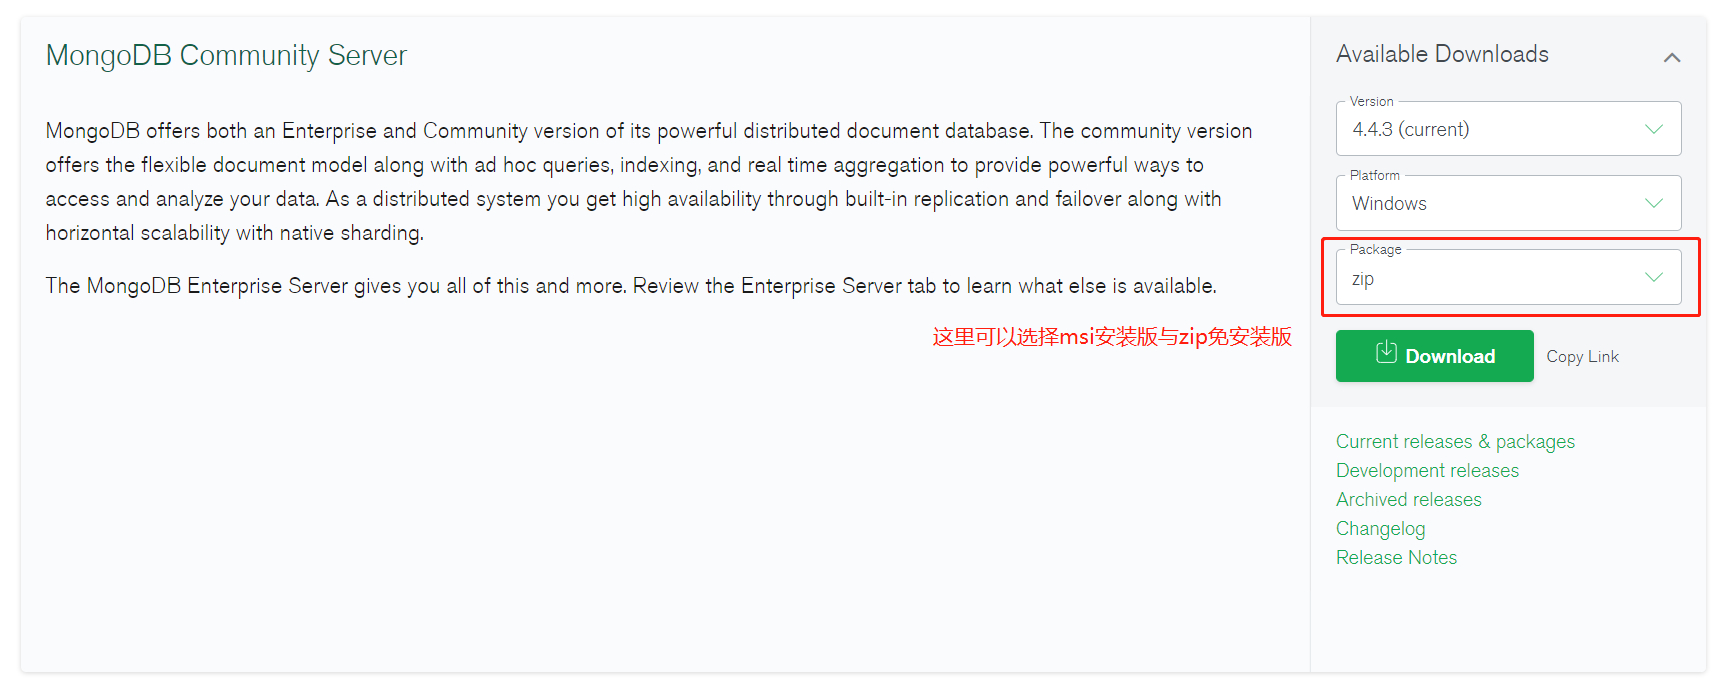 MongoDB Community Server
MongoDB offers both an Enterprise and Community version of its powerful distributed document database. The community version
offers the flexible document model along with ad hoc queries, indexing, and real time aggregation to provide powerful ways to
access and analyze your data. As a distributed system you get high availability through built-in replication and failover along with
horizontal scalability with native sharding.
The MongoDB Enterprise Server gives you all of this and more. Review the Enterprise Server tab to learn what else is available.
这里可以选择msi安装版与zip免安装版
Available Downloads
Version
4.4.3 (current)
Platform
Windows
Package
zip
Download
Copy Link
Current releases & packages
Development releases
Archived releases
Changelog
Release Notes